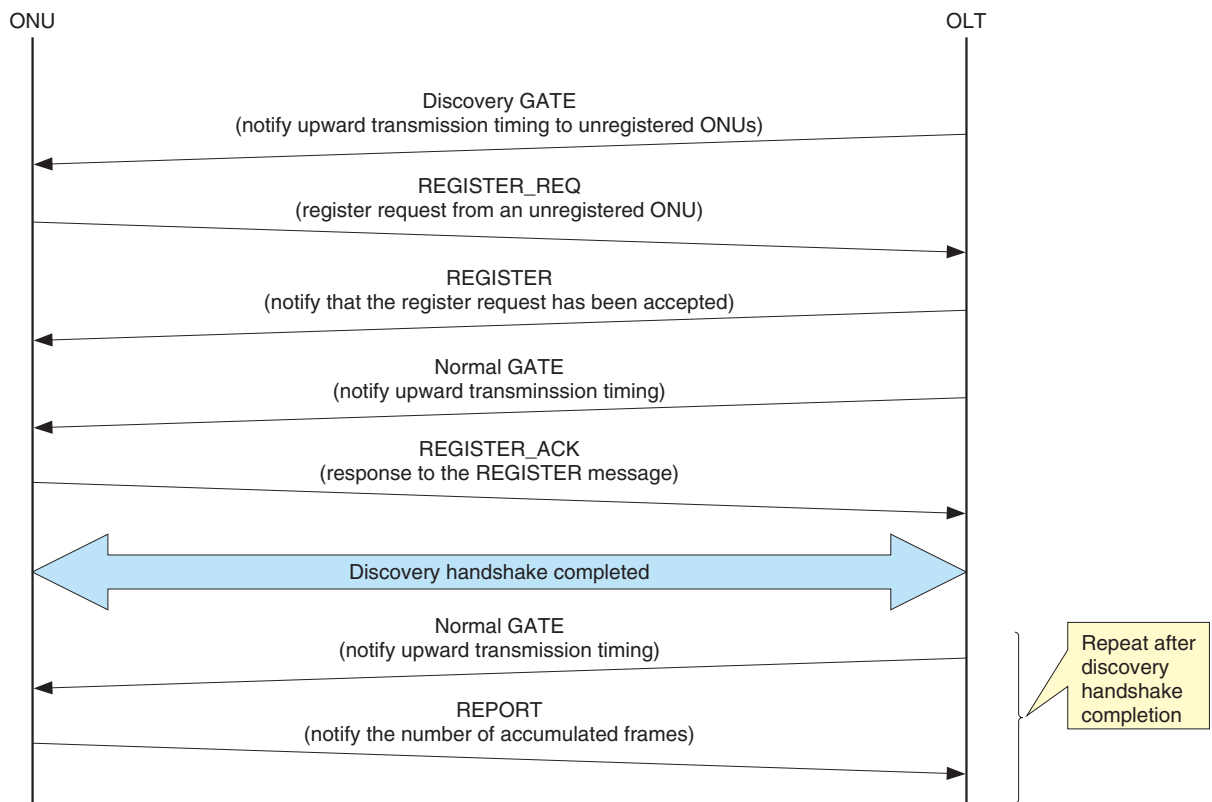 ONU
OLT
Discovery GATE
(notify upward transmission timing to unregistered ONUs)
REGISTER_REQ
(register request from an unregistered ONU)
REGISTER
(notify that the register request has been accepted)
Normal GATE
(notify upward transminssion timing)
REGISTER_ACK
(response to the REGISTER message)
Discovery handshake completed
Normal GATE
(notify upward transmission timing)
REPORT
(notify the number of accumulated frames)
Repeat after
discovery
handshake
completion